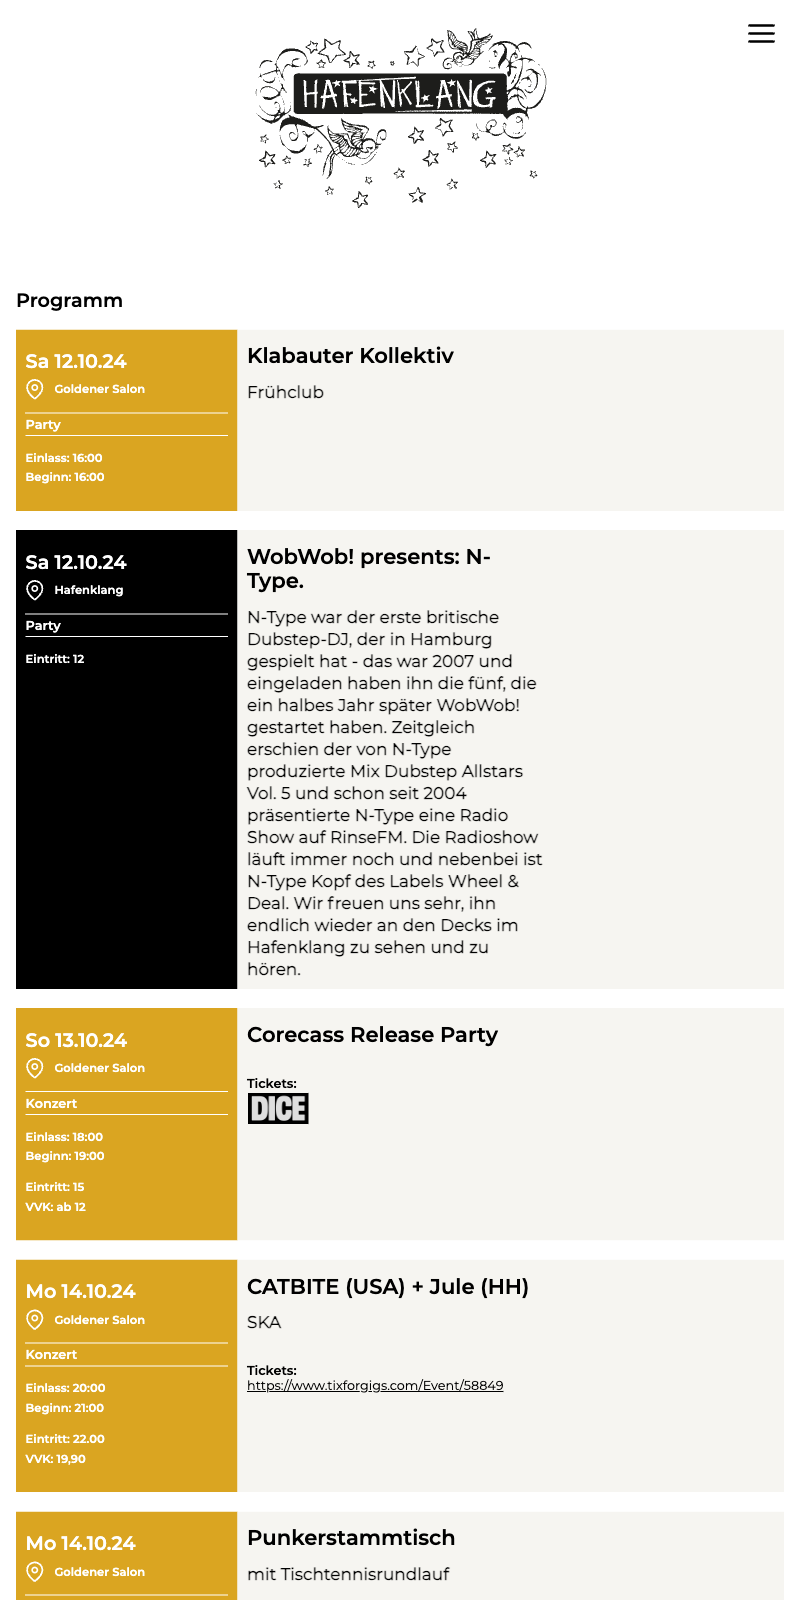 HAFENKLANG
Programm
Sa 12.10.24
Goldener Salon
Party
Einlass: 16:00
Beginn: 16:00
Klabauter Kollektiv
Frühclub
Sa 12.10.24
Hafenklang
Party
Eintritt: 12
WobWob! presents: N-
Type.
N-Type war der erste britische
Dubstep-DJ, der in Hamburg
gespielt hat - das war 2007 und
eingeladen haben ihn die fünf, die
ein halbes Jahr später WobWob!
gestartet haben. Zeitgleich
erschien der von N-Type
produzierte Mix Dubstep Allstars
Vol. 5 und schon seit 2004
präsentierte N-Type eine Radio
Show auf RinseFM. Die Radioshow
läuft immer noch und nebenbei ist
N-Type Kopf des Labels Wheel &
Deal. Wir freuen uns sehr, ihn
endlich wieder an den Decks im
Hafenklang zu sehen und zu
hören.
So 13.10.24
Goldener Salon
Konzert
Einlass: 18:00
Beginn: 19:00
Eintritt: 15
VVK: ab 12
Corecass Release Party
Tickets:
DICE
Mo 14.10.24
Goldener Salon
Konzert
Einlass: 20:00
Beginn: 21:00
Eintritt: 22.00
VVK: 19,90
CATBITE (USA) + Jule (HH)
SKA
Tickets:
https://www.tixforgigs.com/Event/58849
Mo 14.10.24
Goldener Salon
Punkerstammtisch
mit Tischtennisrundlauf